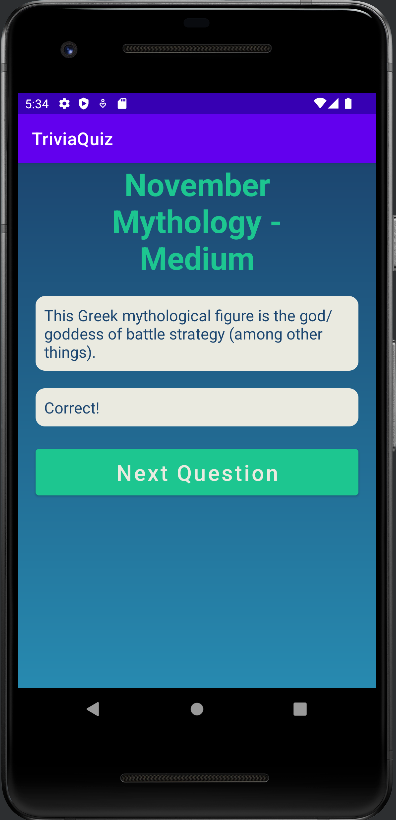 5:34
TriviaQuiz
November
Mythology -
Medium
This Greek mythological figure is the god/
goddess of battle strategy (among other
things).
Correct!
Next Question